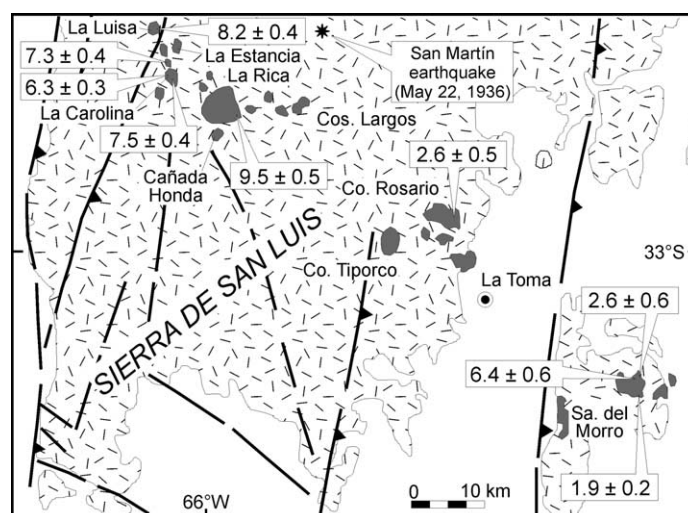 La Luisa
8.2 ± 0.4
7.3 ± 0.4
La Estancia
La Rica
San Martín
earthquake
(May 22, 1936)
6.3 ± 0.3
La Carolina
Cos. Largos
7.5 ± 0.4
2.6 ± 0.5
Cañada
Honda
9.5 ± 0.5
Co. Rosario
33°S
SIERRA DE SAN LUIS
Co. Tiporco
La Toma
2.6 ± 0.6
6.4 ± 0.6
Sa. del
Morro
1.9 ± 0.2
66°W
0 10 km